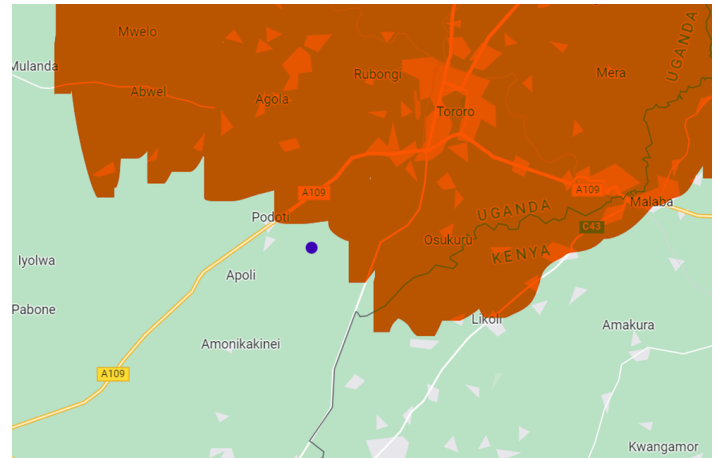 Mwelo
UGANDA
Mulanda
Rubongi
Mera
Abwel
Agola
Tororo
A109
A109
Malaba
Podoti
UGANDA
C43
Osukuru
KENYA
Iyolwa
Apoli
Pabone
Likoli
Amakura
Amonikakinei
A109
Kwangamor